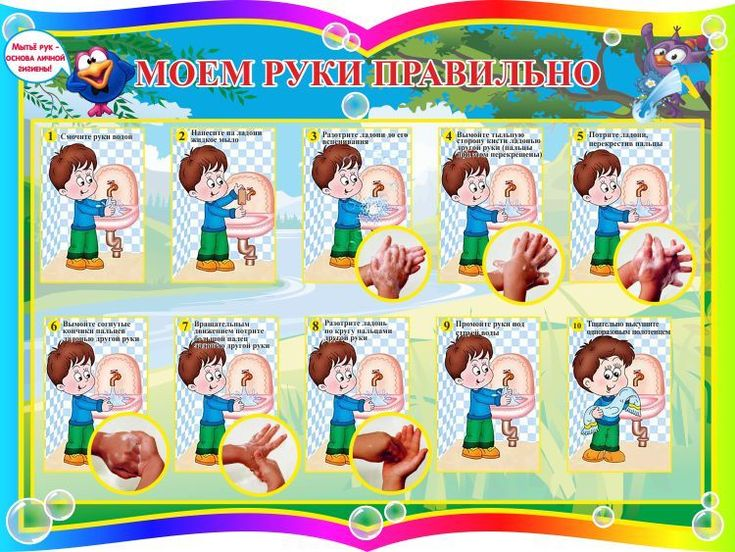 Мытьё рук -
основа личной
гигиены!
МОЕМ РУКИ ПРАВИЛЬНО
1 Смочите руки водой
2 Нанесите на ладони
жидкое мыло
3 Разотрите ладони до его
вспенивания
4 Вымойте тыльную
сторону кисти ладонью
другой руки (пальцы
при этом перекрещены)
5 Потрите ладони,
перекрестив пальцы
6 Вымойте согнутые
кончики пальцев
ладонью другой руки
7 Вращательным
движением потрите
большой палец
ладонью другой руки
8 Разотрите ладонь
по кругу пальцами
другой руки
9 Промойте руки под
струей воды
10 Тщательно высушите
одноразовым полотенцем